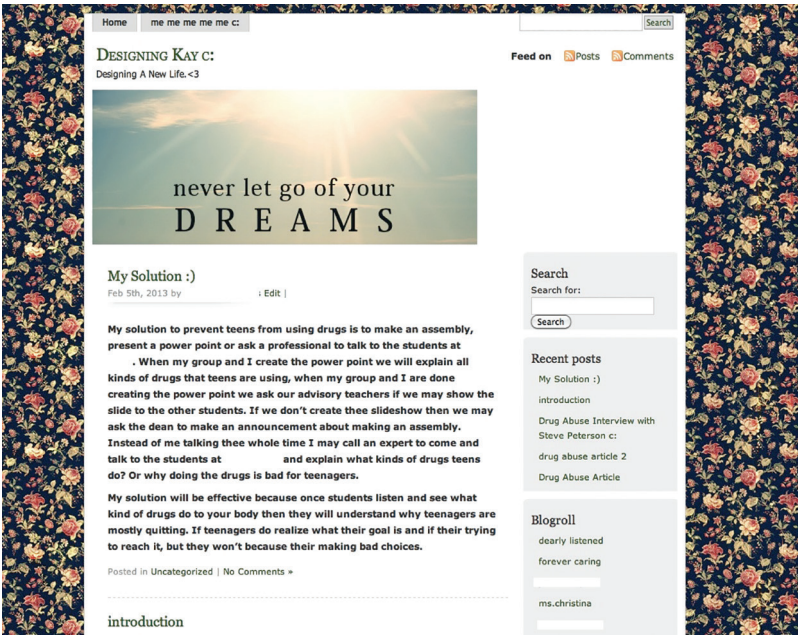 Home me me me me me me c:
Search
Designing Kay c:
Designing A New Life.<3
Feed on Posts Comments
never let go of your
DREAMS
My Solution :)
Feb 5th, 2013 by : Edit |
My solution to prevent teens from using drugs is to make an assembly,
present a power point or ask a professional to talk to the students at
. When my group and I create the power point we will explain all
kinds of drugs that teens are using, when my group and I are done
creating the power point we ask our advisory teachers if we may show the
slide to the other students. If we don't create thee slideshow then we may
ask the dean to make an announcement about making an assembly.
Instead of me talking thee whole time I may call an expert to come and
talk to the students at and explain what kinds of drugs teens
do? Or why doing the drugs is bad for teenagers.
My solution will be effective because once students listen and see what
kind of drugs do to your body then they will understand why teenagers are
mostly quitting. If teenagers do realize what their goal is and if their trying
to reach it, but they won't because their making bad choices.
Posted in Uncategorized | No Comments »
introduction
Search
Search for:
Search
Recent posts
My Solution :)
introduction
Drug Abuse Interview with
Steve Peterson c:
drug abuse article 2
Drug Abuse Article
Blogroll
dearly listened
forever caring
ms.christina